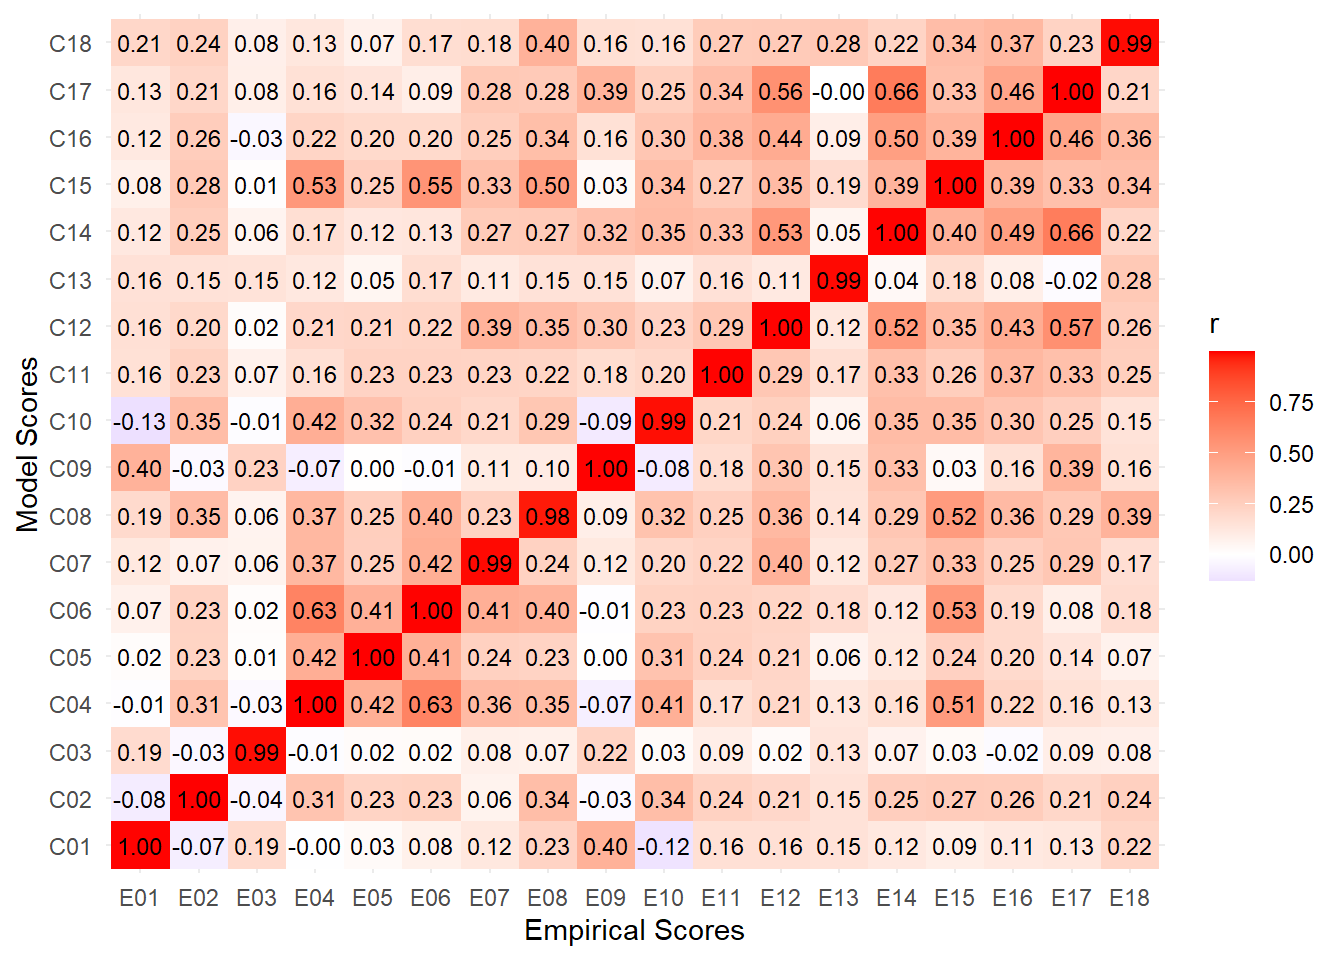 C18 0.21 0.24 0.08 0.13 0.07 0.17 0.18 0.40 0.16 0.16 0.27 0.27 0.28 0.22 0.34 0.37 0.23 0.99
C17 0.13 0.21 0.08 0.16 0.14 0.09 0.28 0.28 0.39 0.25 0.34 0.56 -0.00 0.66 0.33 0.46 1.00 0.21
C16 0.12 0.26 -0.03 0.22 0.20 0.20 0.25 0.34 0.16 0.30 0.38 0.44 0.09 0.50 0.39 1.00 0.46 0.36
C15 0.08 0.28 0.01 0.53 0.25 0.55 0.33 0.50 0.03 0.34 0.27 0.35 0.19 0.39 1.00 0.39 0.33 0.34
C14 0.12 0.25 0.06 0.17 0.12 0.13 0.27 0.27 0.32 0.35 0.33 0.53 0.05 1.00 0.40 0.49 0.66 0.22
C13 0.16 0.15 0.15 0.12 0.05 0.17 0.11 0.15 0.15 0.07 0.16 0.11 0.99 0.04 0.18 0.08 -0.02 0.28
C12 0.16 0.20 0.02 0.21 0.21 0.22 0.39 0.35 0.30 0.23 0.29 1.00 0.12 0.52 0.35 0.43 0.57 0.26
C11 0.16 0.23 0.07 0.16 0.23 0.23 0.23 0.22 0.18 0.20 1.00 0.29 0.17 0.33 0.26 0.37 0.33 0.25
C10 -0.13 0.35 -0.01 0.42 0.32 0.24 0.21 0.29 -0.09 0.99 0.21 0.24 0.06 0.35 0.35 0.30 0.25 0.15
C09 0.40 -0.03 0.23 -0.07 0.00 -0.01 0.11 0.10 1.00 -0.08 0.18 0.30 0.15 0.33 0.03 0.16 0.39 0.16
C08 0.19 0.35 0.06 0.37 0.25 0.40 0.23 0.98 0.09 0.32 0.25 0.36 0.14 0.29 0.52 0.36 0.29 0.39
C07 0.12 0.07 0.06 0.37 0.25 0.42 0.99 0.24 0.12 0.20 0.22 0.40 0.12 0.27 0.33 0.25 0.29 0.17
C06 0.07 0.23 0.02 0.63 0.41 1.00 0.41 0.40 -0.01 0.23 0.23 0.22 0.18 0.12 0.53 0.19 0.08 0.18
C05 0.02 0.23 0.01 0.42 1.00 0.41 0.24 0.23 0.00 0.31 0.24 0.21 0.06 0.12 0.24 0.20 0.14 0.07
C04 -0.01 0.31 -0.03 1.00 0.42 0.63 0.36 0.35 -0.07 0.41 0.17 0.21 0.13 0.16 0.51 0.22 0.16 0.13
C03 0.19 -0.03 0.99 -0.01 0.02 0.02 0.08 0.07 0.22 0.03 0.09 0.02 0.13 0.07 0.03 -0.02 0.09 0.08
C02 -0.08 1.00 -0.04 0.31 0.23 0.23 0.06 0.34 -0.03 0.34 0.24 0.21 0.15 0.25 0.27 0.26 0.21 0.24
C01 1.00 -0.07 0.19 -0.00 0.03 0.08 0.12 0.23 0.40 -0.12 0.16 0.16 0.15 0.12 0.09 0.11 0.13 0.22
E01 E02 E03 E04 E05 E06 E07 E08 E09 E10 E11 E12 E13 E14 E15 E16 E17 E18
Empirical Scores
Model Scores
r
0.75
0.50
0.25
0.00